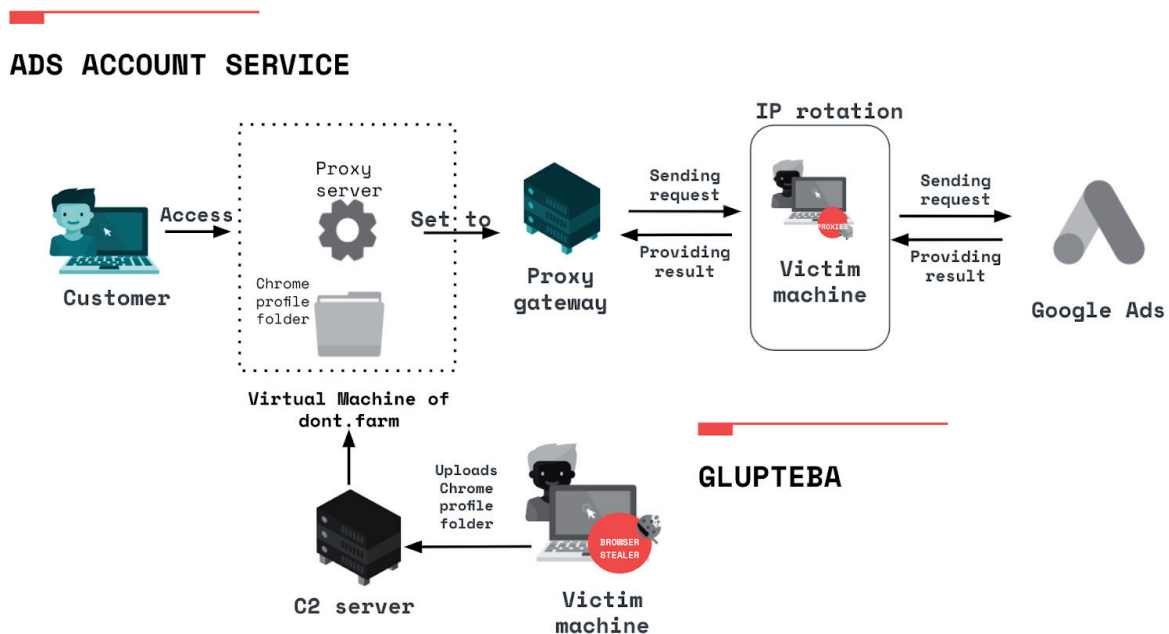 ADS ACCOUNT SERVICE
IP rotation
Proxy
server
Sending
request
Sending
request
Access
Set to
PROXIES
Providing
result
Providing
result
Customer
Chrome
profile
folder
Proxy
gateway
Victim
machine
Google Ads
Virtual Machine of
dont.farm
Uploads
Chrome
profile
folder
GLUPTEBA
BROWSER
STEALER
C2 server
Victim
machine